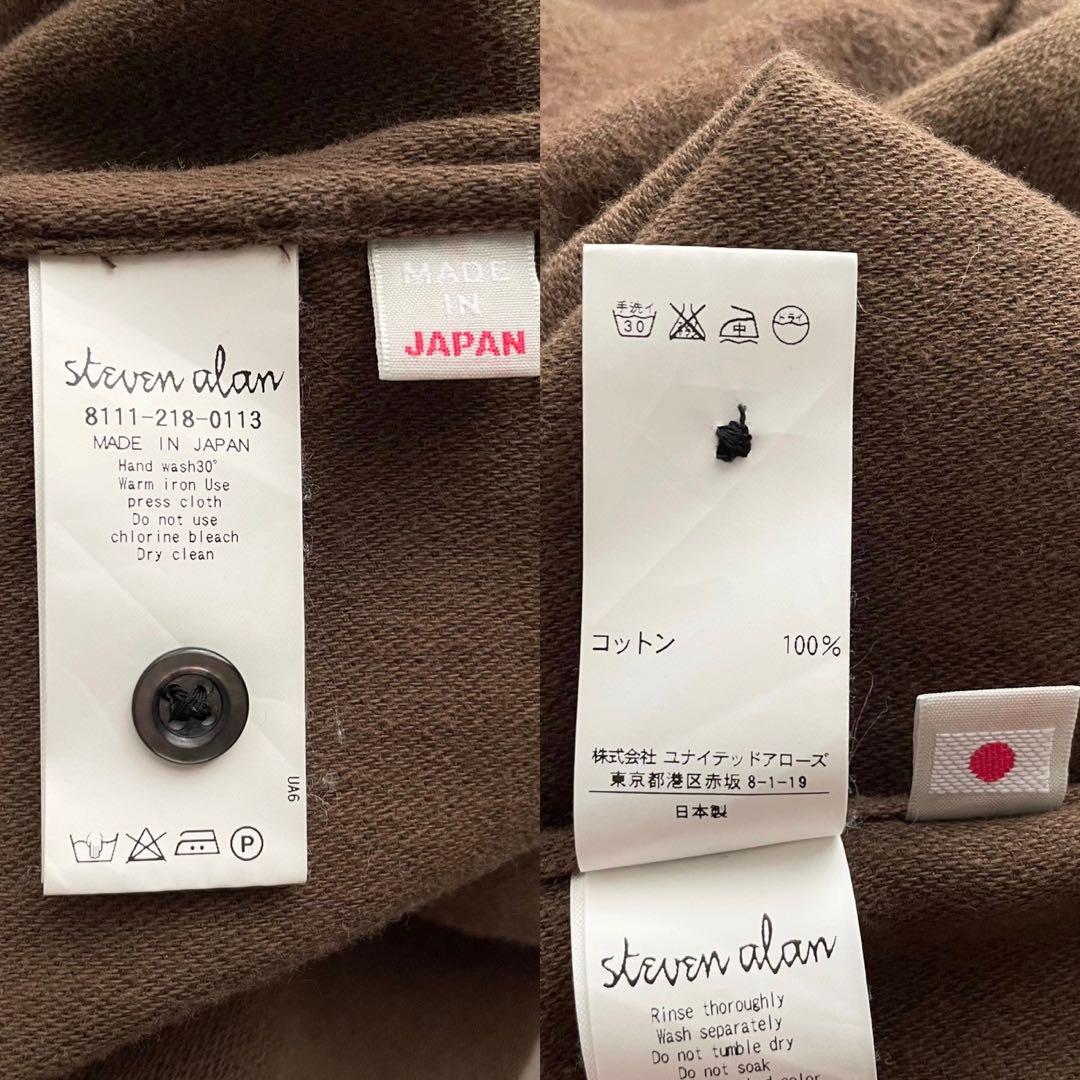 steven alan
8111-218-0113
MADE IN JAPAN
Hand wash30°
Warm iron Use
press cloth
Do not use
chlorine bleach
Dry clean
UA6
P
MADE
IN
JAPAN
手洗イ
30
中
ドライ
コットン 100%
株式会社 ユナイテッドアローズ
東京都港区赤坂 8-1-19
日本製
steven alan
Rinse thoroughly
Wash separately
Do not tumble dry
Do not soak
color